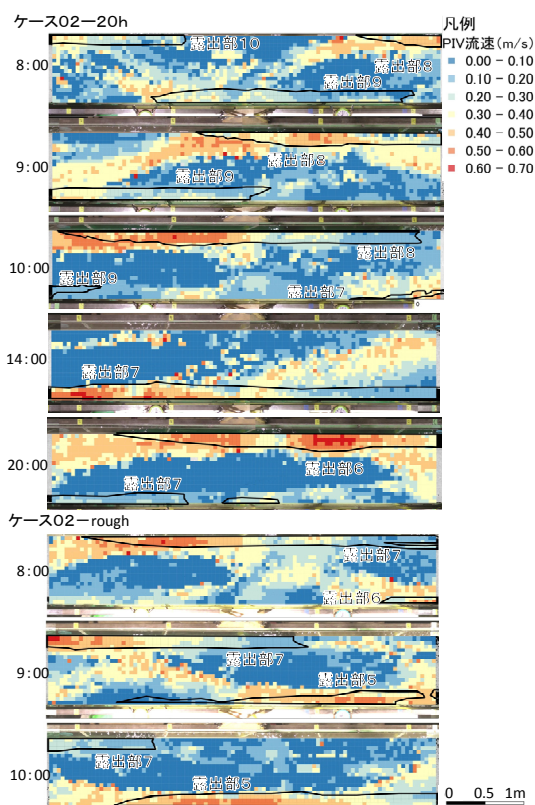 ケース02－20h
凡例
PIV流速(m/s)
0.00 － 0.10
0.10 － 0.20
0.20 － 0.30
0.30 － 0.40
0.40 － 0.50
0.50 － 0.60
0.60 － 0.70
8:00
露出部10
露出部8
露出部9
9:00
露出部8
露出部9
10:00
露出部8
露出部9
露出部7
14:00
露出部7
20:00
露出部6
露出部7
ケース02－rough
8:00
露出部7
露出部6
9:00
露出部7
露出部5
10:00
露出部7
露出部5
0 0.5 1m